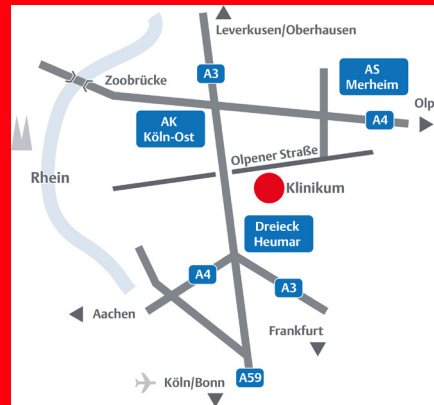 Leverkusen/Oberhausen
A3
Zoobrücke
AS
Merheim
AK
Köln-Ost
A4
Olp
Olpener Straße
Rhein
Klinikum
Dreieck
Heumar
A4
A3
Aachen
Frankfurt
Köln/Bonn
A59